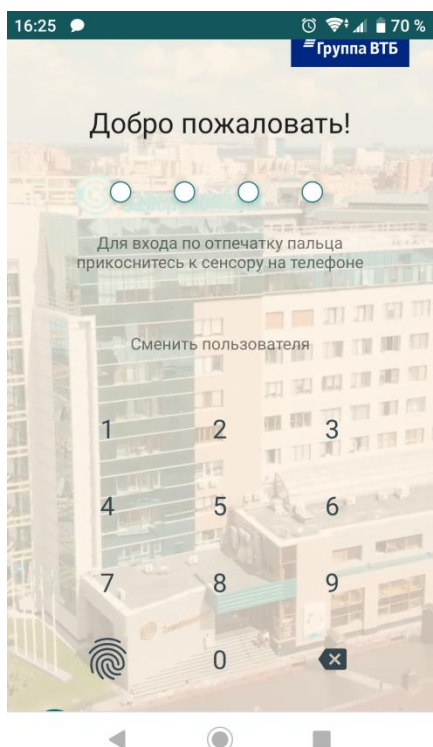 16:25
70 %
Группа ВТБ
Добро пожаловать!
Для входа по отпечатку пальца
прикоснитесь к сенсору на телефоне
Сменить пользователя
1 2 3
4 5 6
7 8 9
0